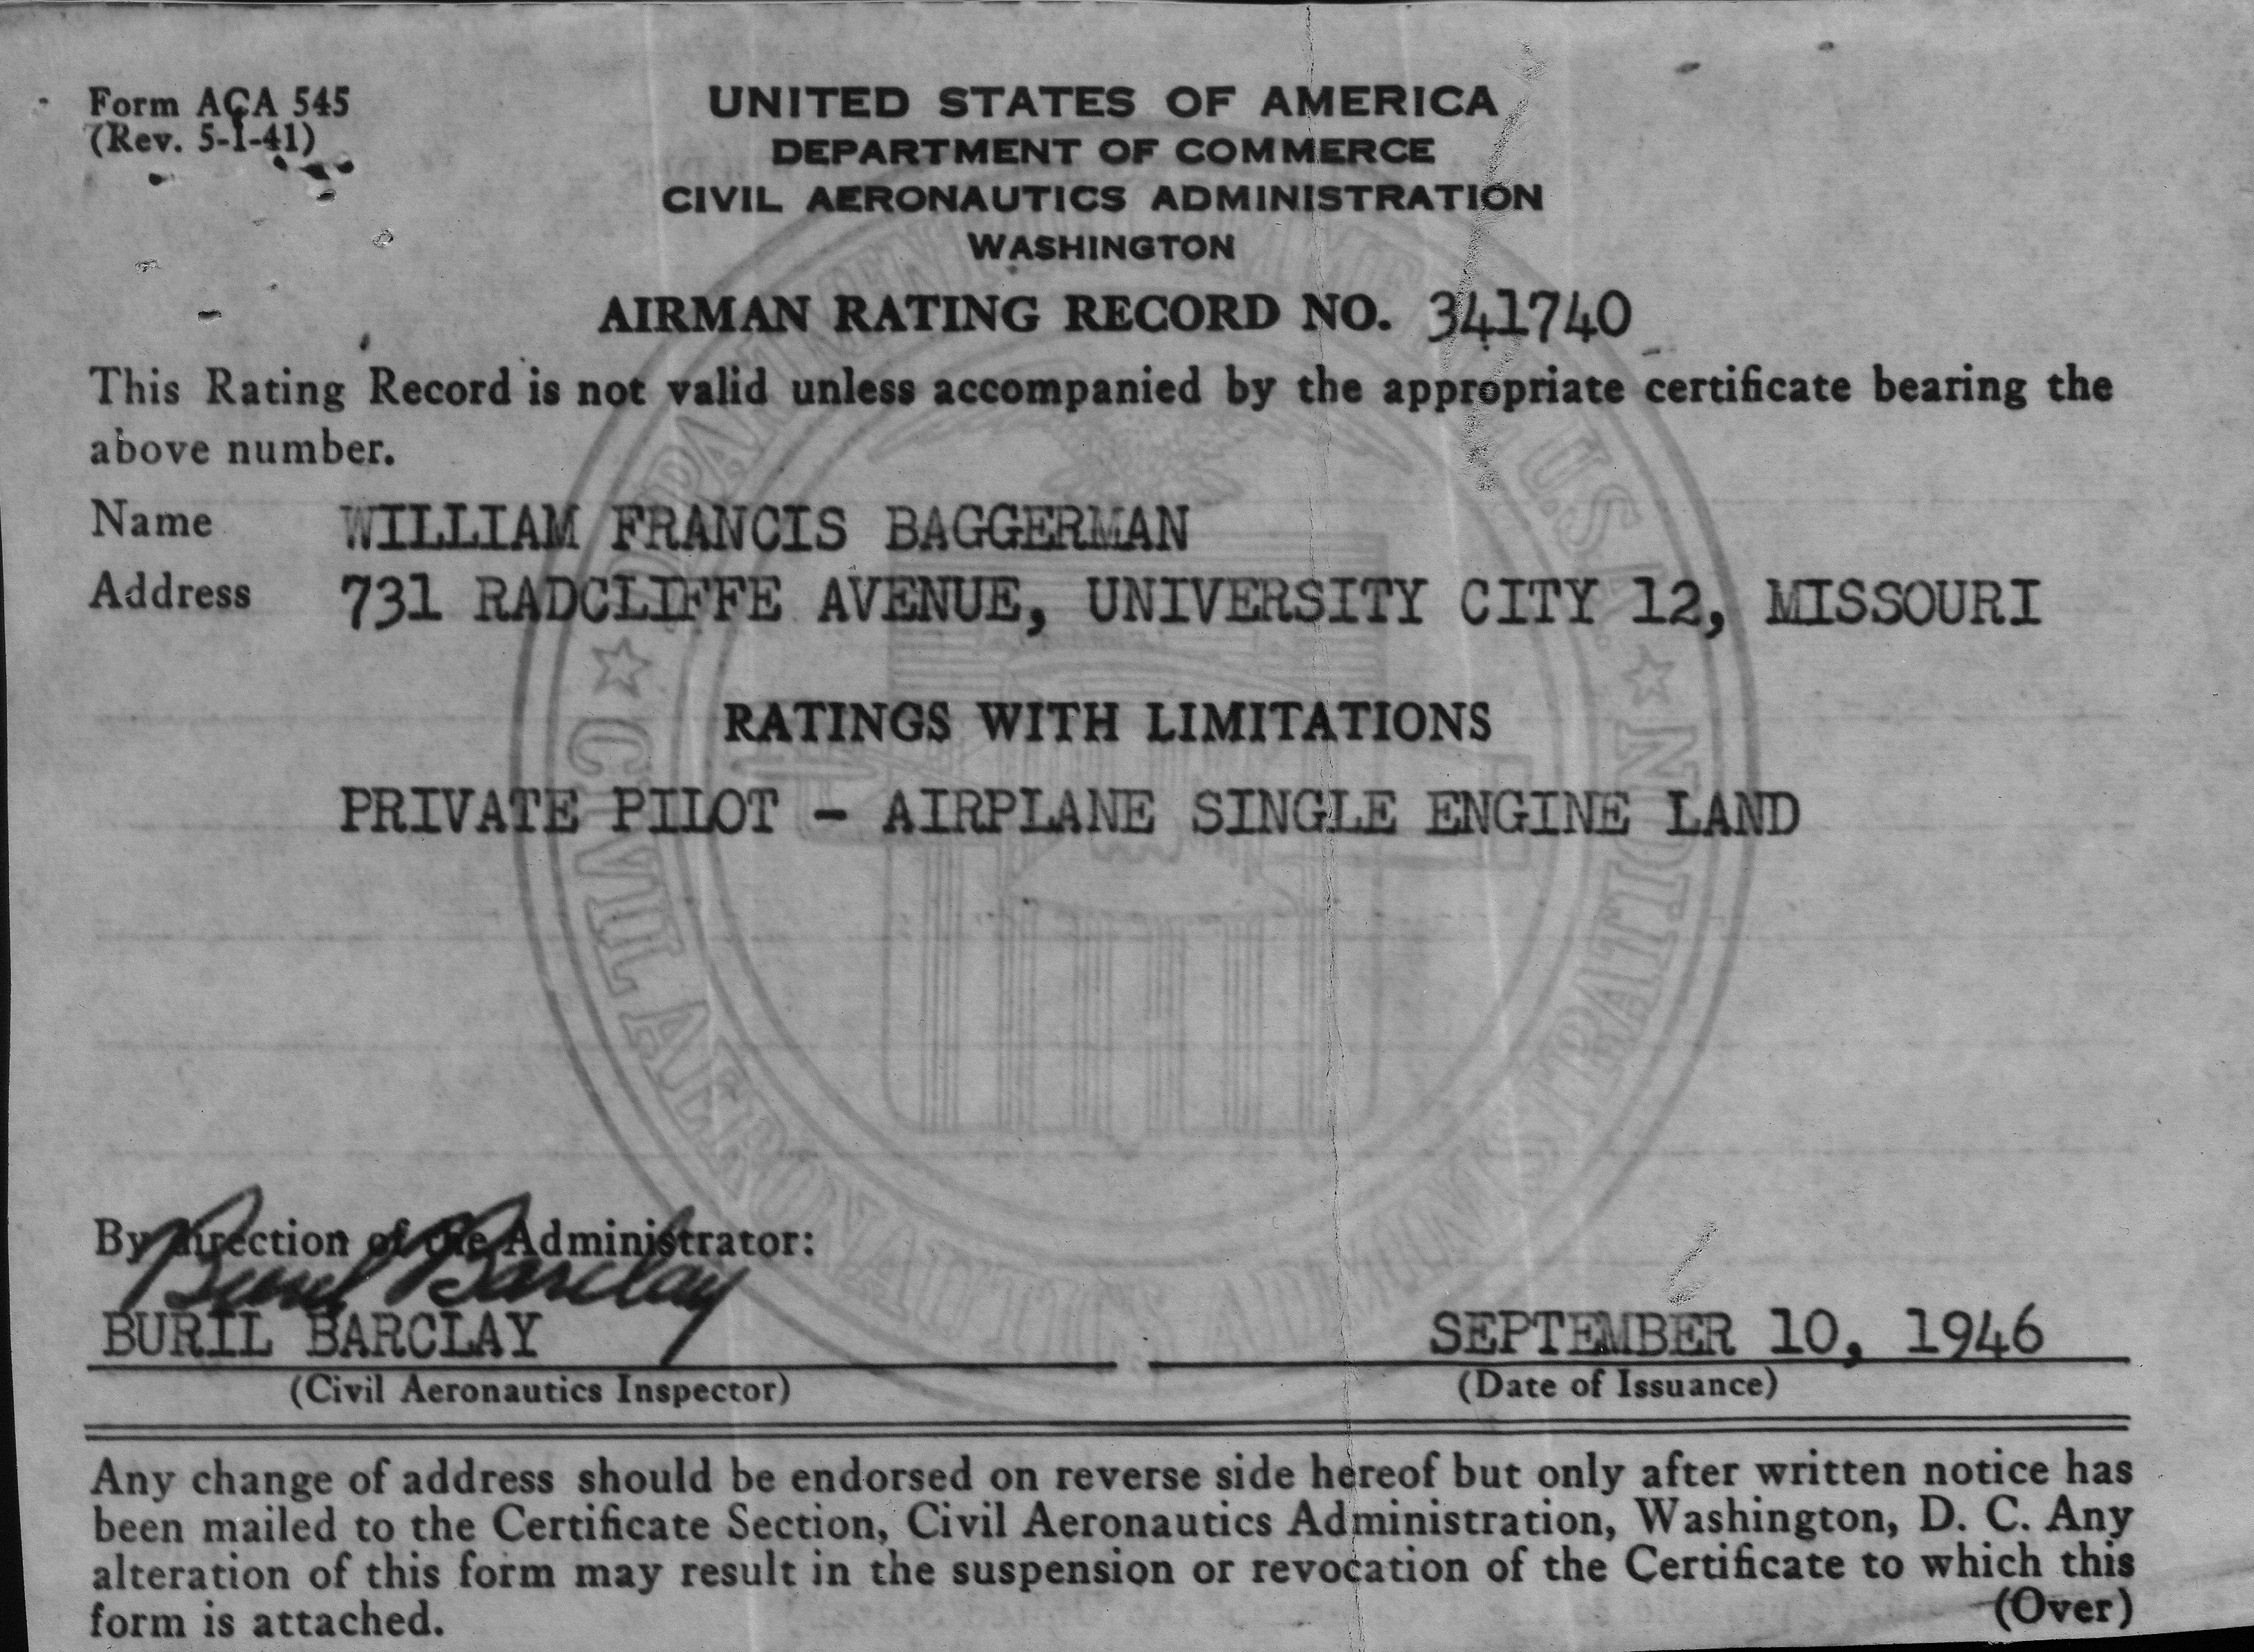 Form ACA 545
(Rev. 5-1-41)
UNITED STATES OF AMERICA
DEPARTMENT OF COMMERCE
CIVIL AERONAUTICS ADMINISTRATION
WASHINGTON
AIRMAN RATING RECORD NO. 341740
This Rating Record is not valid unless accompanied by the appropriate certificate bearing the
above number.
Name WILLIAM FRANCIS BAGGERMAN
Address 731 RADCLIFFE AVENUE, UNIVERSITY CITY 12, MISSOURI
RATINGS WITH LIMITATIONS
PRIVATE PILOT - AIRPLANE SINGLE ENGINE LAND
By direction of the Administrator:
Buril Barclay
BURIL BARCLAY SEPTEMBER 10, 1946
(Civil Aeronautics Inspector) (Date of Issuance)
Any change of address should be endorsed on reverse side hereof but only after written notice has
been mailed to the Certificate Section, Civil Aeronautics Administration, Washington, D. C. Any
alteration of this form may result in the suspension or revocation of the Certificate to which this
form is attached. (Over)
CIVIL AERONAUTICS ADMINISTRATION